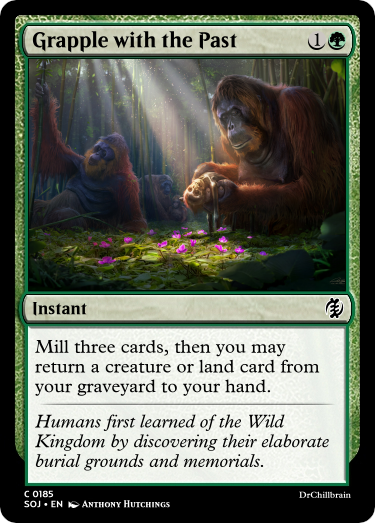 Grapple with the Past 1
Instant
Mill three cards, then you may
return a creature or land card from
your graveyard to your hand.
Humans first learned of the Wild
Kingdom by discovering their elaborate
burial grounds and memorials.
C 0185
SOJ • EN Anthony Hutchings
DrChillbrain